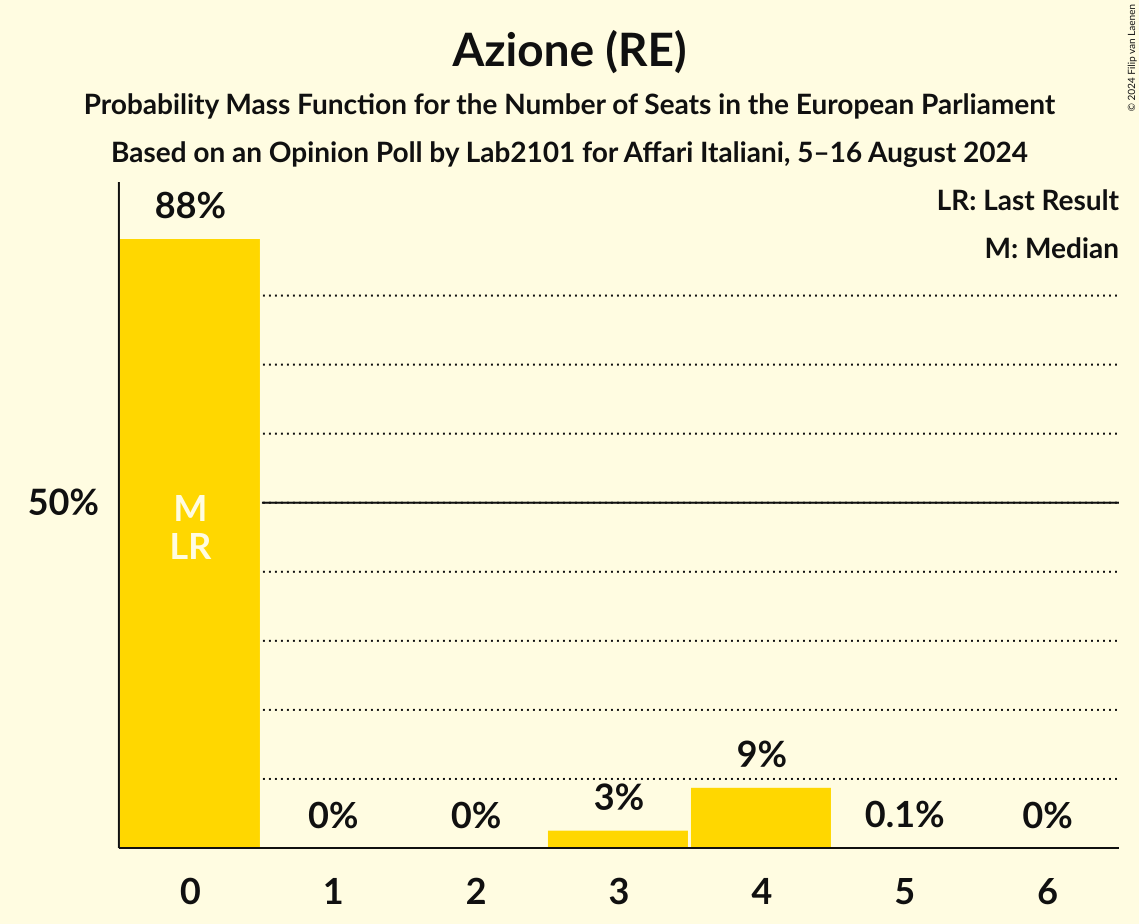 Azione (RE)
Probability Mass Function for the Number of Seats in the European Parliament
Based on an Opinion Poll by Lab2101 for Affari Italiani, 5–16 August 2024
© 2024 Filip van Laenen
LR: Last Result
M: Median
88%
50%
M
LR
0%
0%
3%
9%
0.1%
0%
0
1
2
3
4
5
6